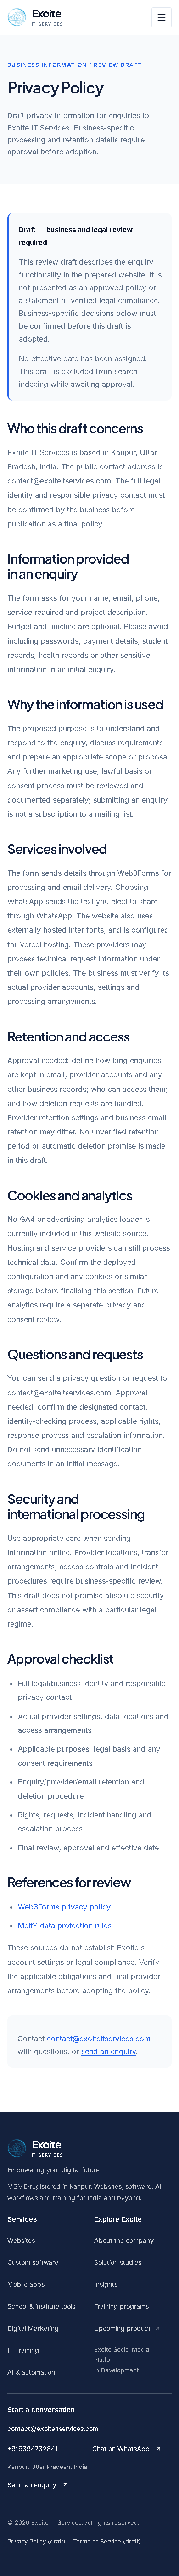 Exoite
IT SERVICES
BUSINESS INFORMATION / REVIEW DRAFT
Privacy Policy
Draft privacy information for enquiries to
Exoite IT Services. Business-specific
processing and retention details require
approval before adoption.
Draft — business and legal review
required
This review draft describes the enquiry
functionality in the prepared website. It is
not presented as an approved policy or
a statement of verified legal compliance.
Business-specific decisions below must
be confirmed before this draft is
adopted.
No effective date has been assigned.
This draft is excluded from search
indexing while awaiting approval.
Who this draft concerns
Exoite IT Services is based in Kanpur, Uttar
Pradesh, India. The public contact address is
contact@exoiteitservices.com. The full legal
identity and responsible privacy contact must
be confirmed by the business before
publication as a final policy.
Information provided
in an enquiry
The form asks for your name, email, phone,
service required and project description.
Budget and timeline are optional. Please avoid
including passwords, payment details, student
records, health records or other sensitive
information in an initial enquiry.
Why the information is used
The proposed purpose is to understand and
respond to the enquiry, discuss requirements
and prepare an appropriate scope or proposal.
Any further marketing use, lawful basis or
consent process must be reviewed and
documented separately; submitting an enquiry
is not a subscription to a mailing list.
Services involved
The form sends details through Web3Forms for
processing and email delivery. Choosing
WhatsApp sends the text you elect to share
through WhatsApp. The website also uses
externally hosted Inter fonts, and is configured
for Vercel hosting. These providers may
process technical request information under
their own policies. The business must verify its
actual provider accounts, settings and
processing arrangements.
Retention and access
Approval needed: define how long enquiries
are kept in email, provider accounts and any
other business records; who can access them;
and how deletion requests are handled.
Provider retention settings and business email
retention may differ. No unverified retention
period or automatic deletion promise is made
in this draft.
Cookies and analytics
No GA4 or advertising analytics loader is
currently included in this website source.
Hosting and service providers can still process
technical data. Confirm the deployed
configuration and any cookies or similar
storage before finalising this section. Future
analytics require a separate privacy and
consent review.
Questions and requests
You can send a privacy question or request to
contact@exoiteitservices.com. Approval
needed: confirm the designated contact,
identity-checking process, applicable rights,
response process and escalation information.
Do not send unnecessary identification
documents in an initial message.
Security and
international processing
Use appropriate care when sending
information online. Provider locations, transfer
arrangements, access controls and incident
procedures require business-specific review.
This draft does not promise absolute security
or assert compliance with a particular legal
regime.
Approval checklist
• Full legal/business identity and responsible
privacy contact
• Actual provider settings, data locations and
access arrangements
• Applicable purposes, legal basis and any
consent requirements
• Enquiry/provider/email retention and
deletion procedure
• Rights, requests, incident handling and
escalation process
• Final review, approval and effective date
References for review
• Web3Forms privacy policy
• MeitY data protection rules
These sources do not establish Exoite's
account settings or legal compliance. Verify
the applicable obligations and final provider
arrangements before adopting the policy.
Contact contact@exoiteitservices.com
with questions, or send an enquiry.
Exoite
IT SERVICES
Empowering your digital future
MSME-registered in Kanpur. Websites, software, AI
workflows and training for India and beyond.
Services
Websites
Custom software
Mobile apps
School & institute tools
Digital Marketing
IT Training
AI & automation
Explore Exoite
About the company
Solution studies
Insights
Training programs
Upcoming product ↗
Exoite Social Media
Platform
In Development
Start a conversation
contact@exoiteitservices.com
+916394732841
Chat on WhatsApp ↗
Kanpur, Uttar Pradesh, India
Send an enquiry ↗
© 2026 Exoite IT Services. All rights reserved.
Privacy Policy (draft) Terms of Service (draft)